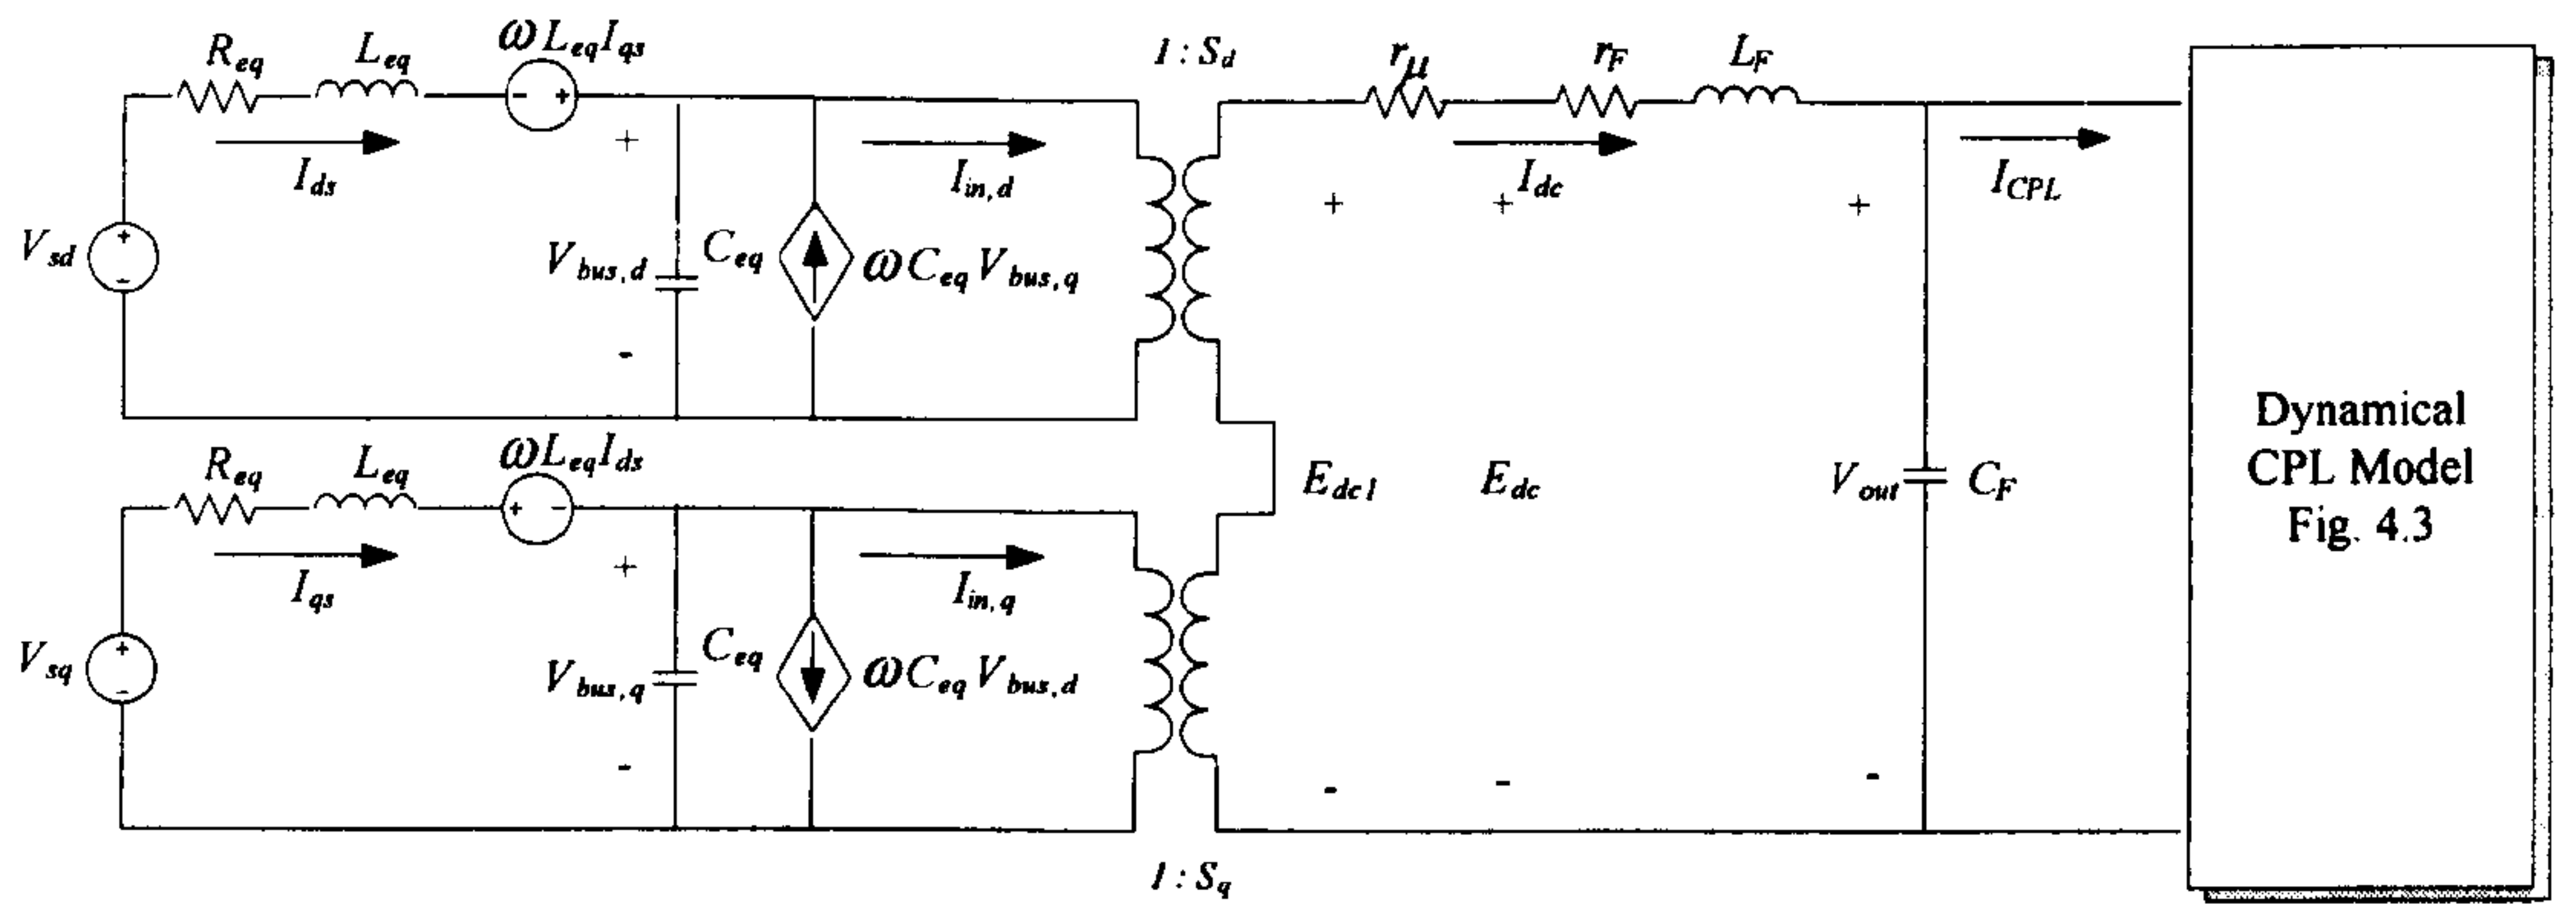 R_eq L_eq ωL_eqI_qs
1 : S_d
r_μ r_F L_F
I_ds
I_in,d
I_dc
I_CPL
+ + + +
V_sd + -
- +
V_bus,d C_eq ωC_eqV_bus,q
-
R_eq L_eq ωL_eqI_ds
+ -
E_dc1 E_dc V_out C_F
Dynamical
CPL Model
Fig. 4.3
I_qs
I_in,q
+
V_sq + -
V_bus,q C_eq ωC_eqV_bus,d
- - - -
1 : S_q